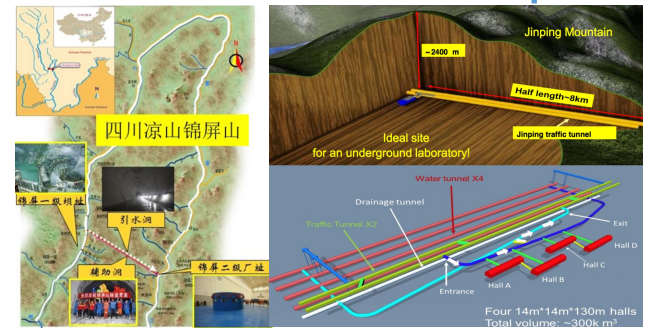 CHINA
N
四川凉山锦屏山
锦屏一级坝址
引水洞
辅助洞
锦屏二级厂址
Jinping Mountain
~2400 m
Half length~8km
Jinping traffic tunnel
Ideal site
for an underground laboratory!
Water tunnel X4
Drainage tunnel
Traffic Tunnel X2
Exit
Hall D
Hall C
Hall B
Hall A
Entrance
Four 14m*14m*130m halls
Total volume: ~300k m³